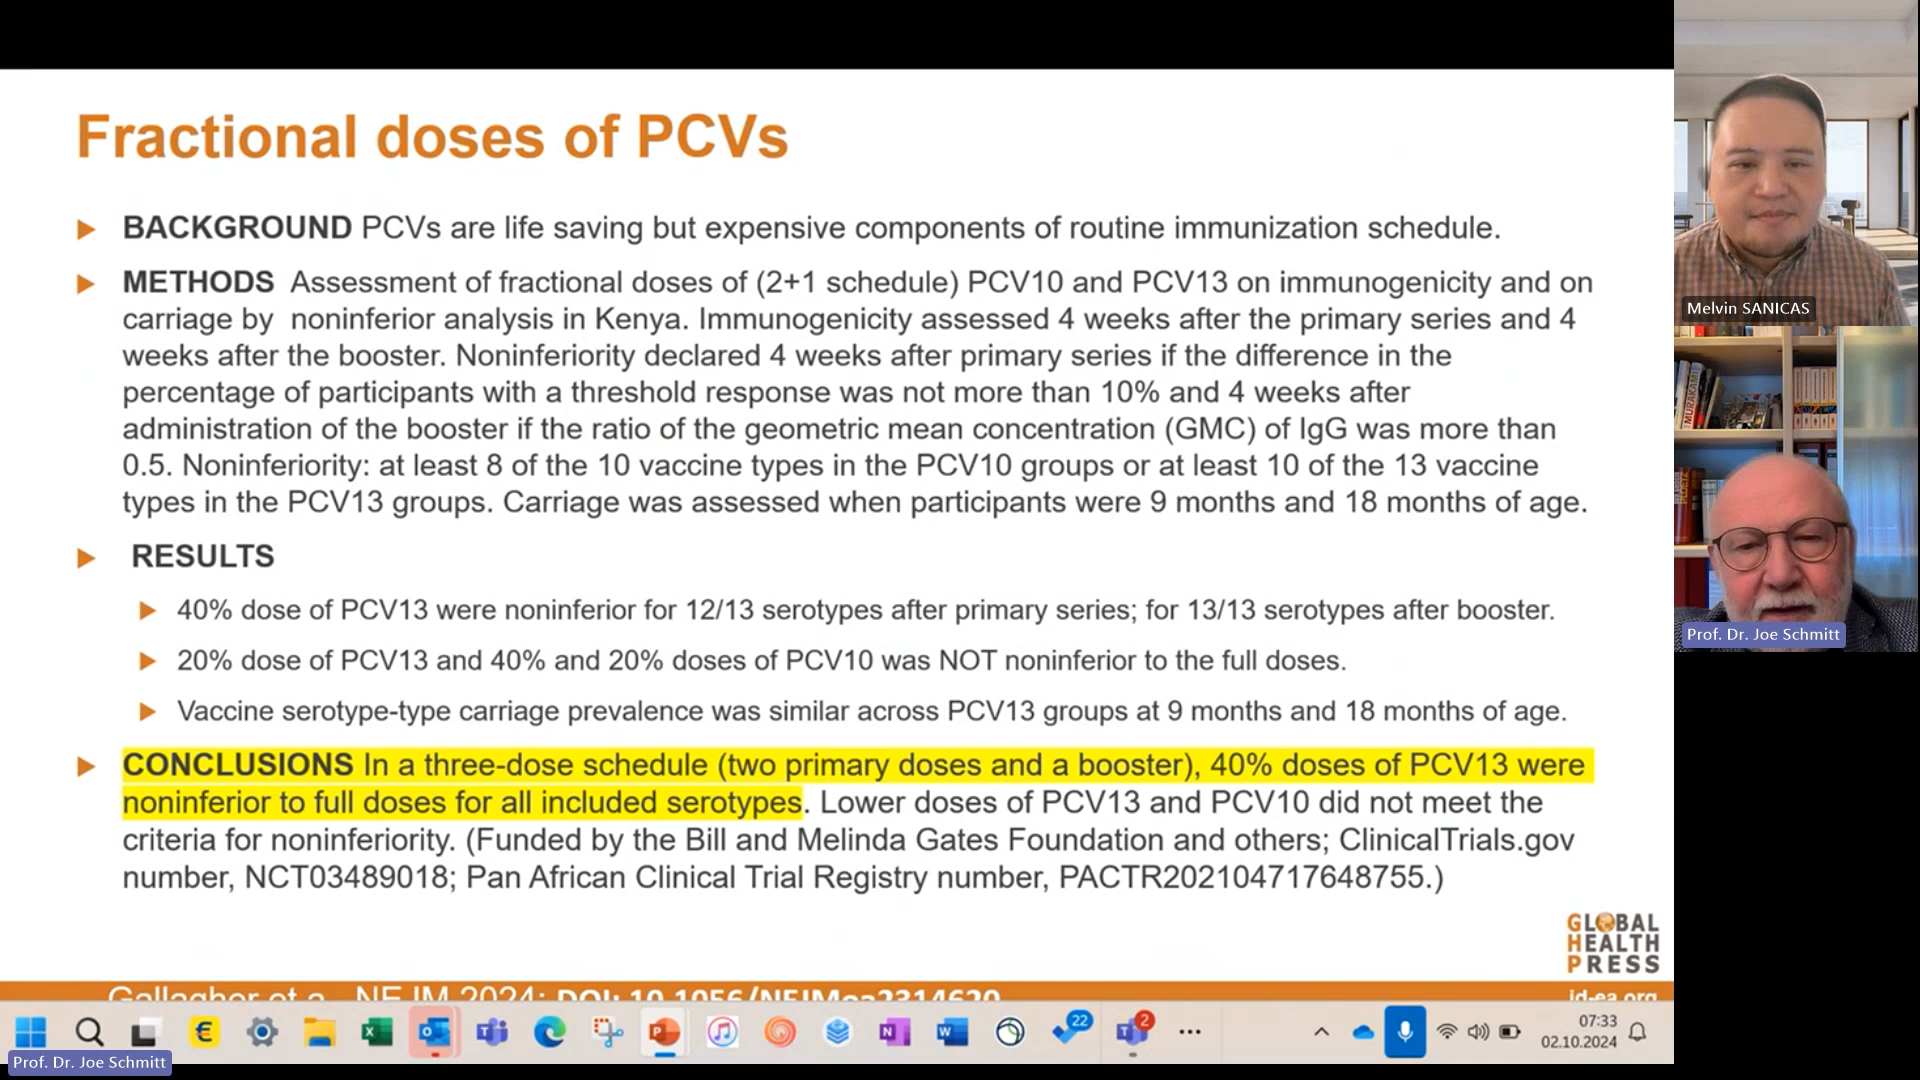 Fractional doses of PCVs
BACKGROUND PCVs are life saving but expensive components of routine immunization schedule.
METHODS Assessment of fractional doses of (2+1 schedule) PCV10 and PCV13 on immunogenicity and on
carriage by noninferior analysis in Kenya. Immunogenicity assessed 4 weeks after the primary series and 4
weeks after the booster. Noninferiority declared 4 weeks after primary series if the difference in the
percentage of participants with a threshold response was not more than 10% and 4 weeks after
administration of the booster if the ratio of the geometric mean concentration (GMC) of IgG was more than
0.5. Noninferiority: at least 8 of the 10 vaccine types in the PCV10 groups or at least 10 of the 13 vaccine
types in the PCV13 groups. Carriage was assessed when participants were 9 months and 18 months of age.
RESULTS
40% dose of PCV13 were noninferior for 12/13 serotypes after primary series; for 13/13 serotypes after booster.
20% dose of PCV13 and 40% and 20% doses of PCV10 was NOT noninferior to the full doses.
Vaccine serotype-type carriage prevalence was similar across PCV13 groups at 9 months and 18 months of age.
CONCLUSIONS In a three-dose schedule (two primary doses and a booster), 40% doses of PCV13 were
noninferior to full doses for all included serotypes. Lower doses of PCV13 and PCV10 did not meet the
criteria for noninferiority. (Funded by the Bill and Melinda Gates Foundation and others; ClinicalTrials.gov
number, NCT03489018; Pan African Clinical Trial Registry number, PACTR202104717648755.)
GLOBAL
HEALTH
PRESS
Gallagher et a NEJM 2024; DOI: 10.1056/NEJMoa2314620
id-ea.org
22
2
07:33
02.10.2024
Prof. Dr. Joe Schmitt
Melvin SANICAS
MURAKAMI
Prof. Dr. Joe Schmitt